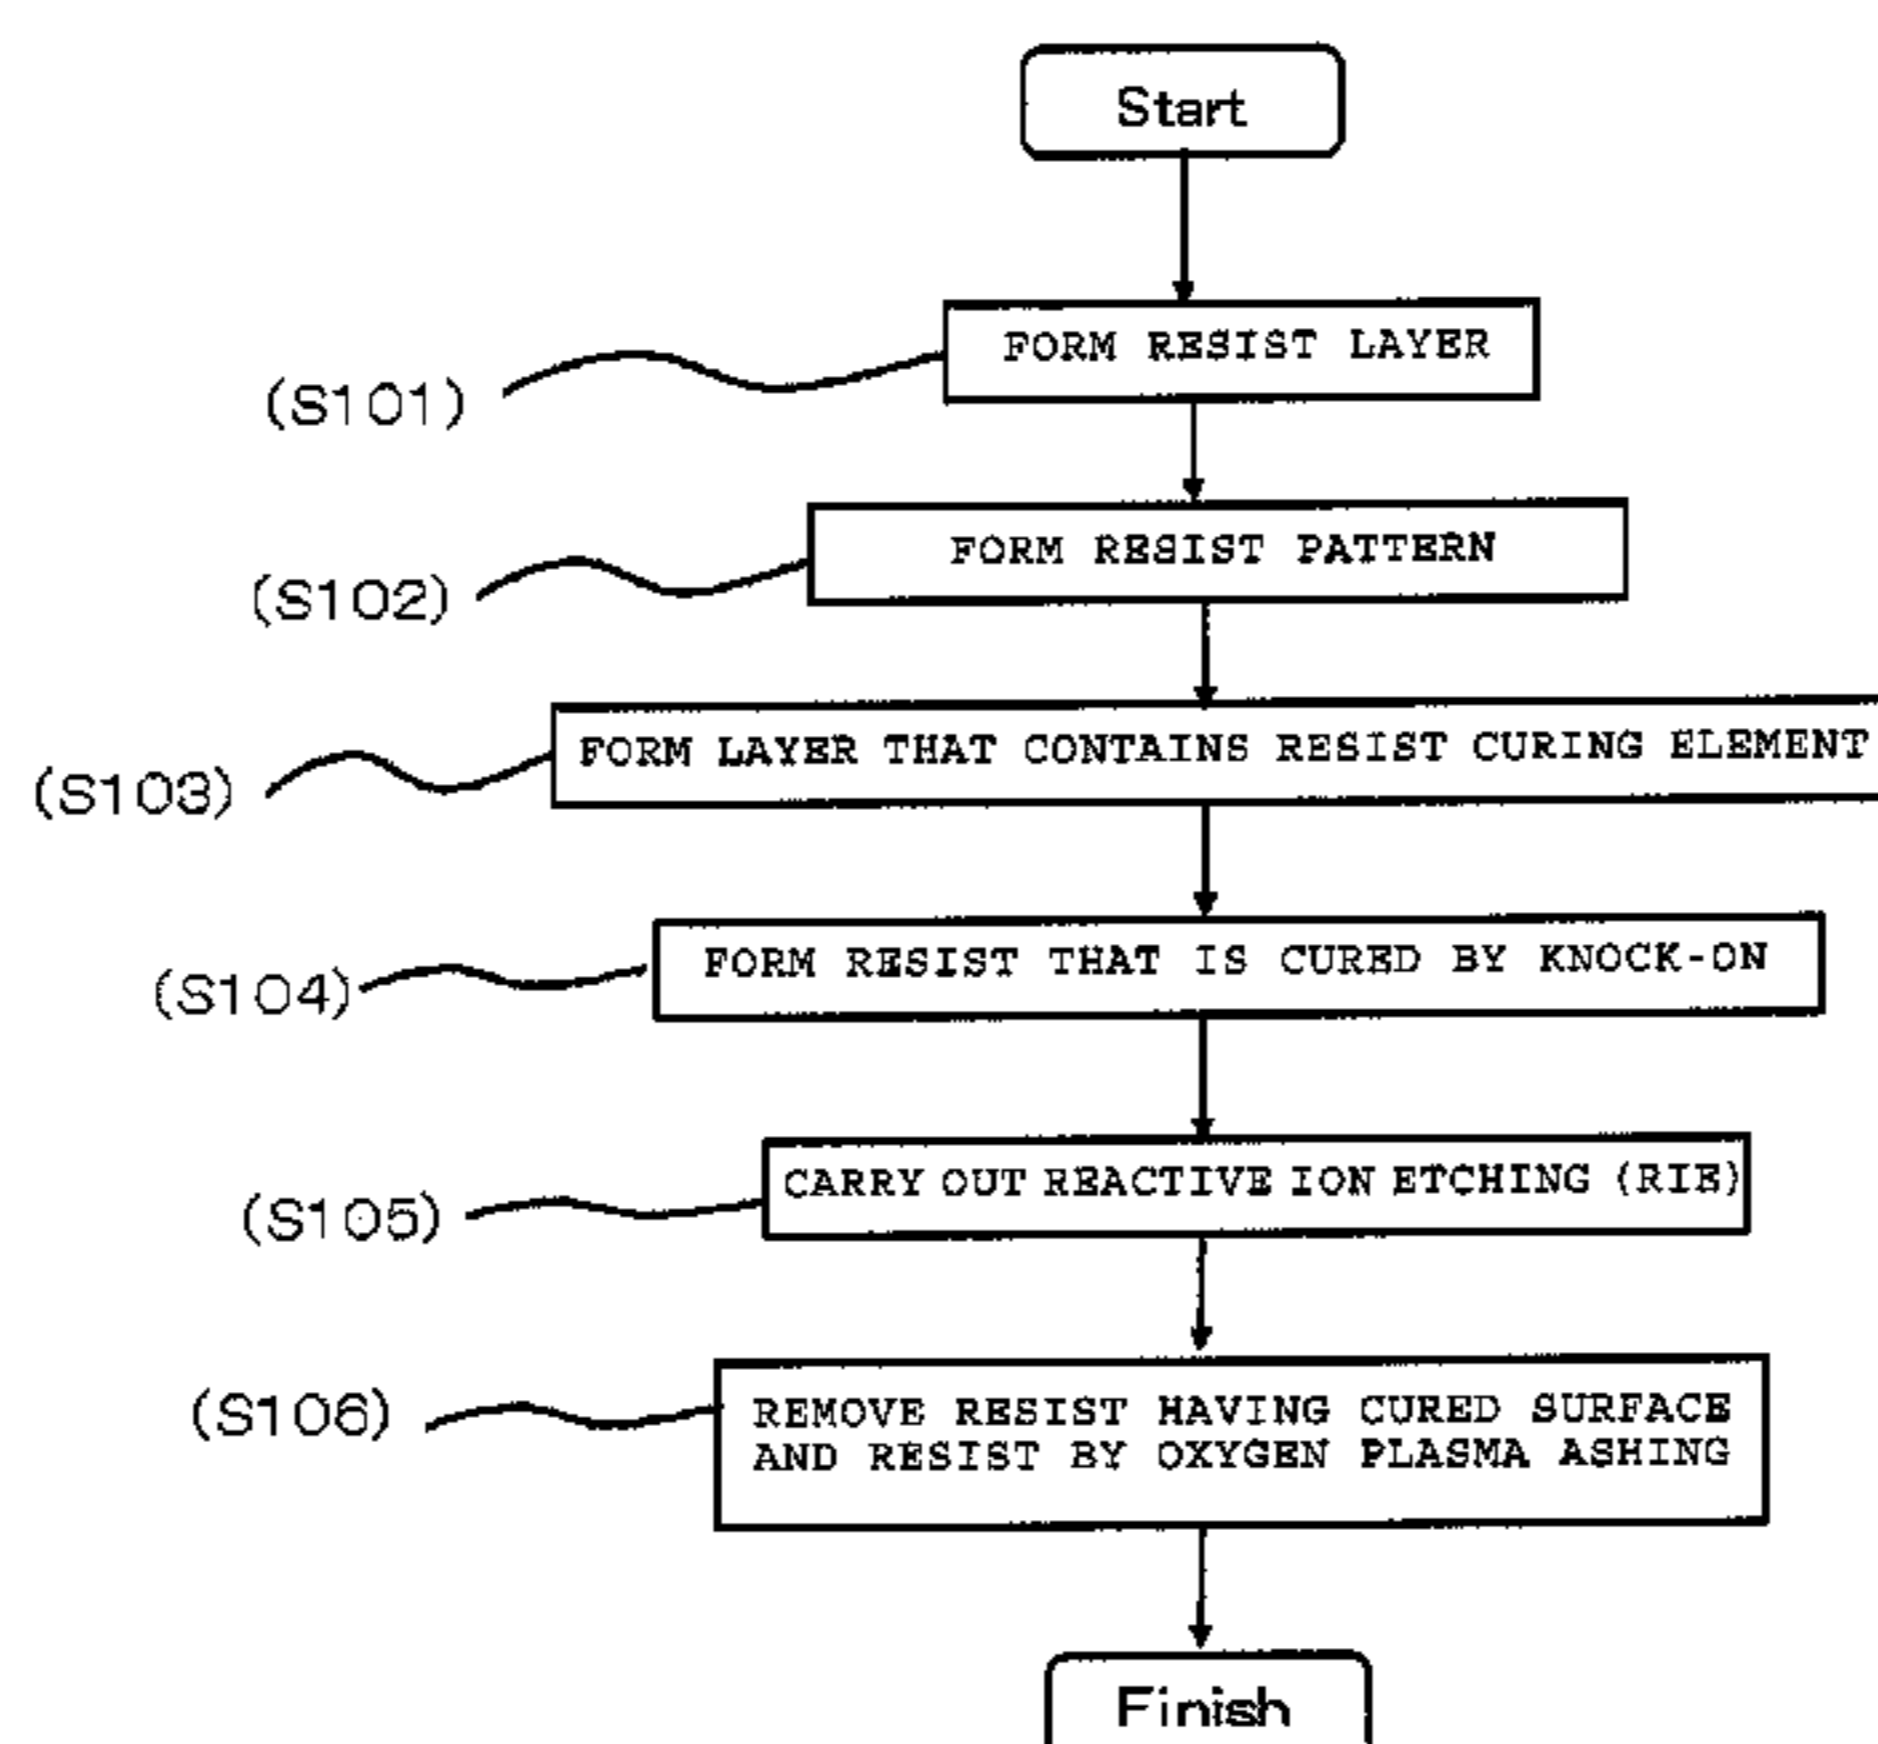 Start
(S101)
FORM RESIST LAYER
(S102)
FORM RESIST PATTERN
(S103)
FORM LAYER THAT CONTAINS RESIST CURING ELEMENT
(S104)
FORM RESIST THAT IS CURED BY KNOCK-ON
(S105)
CARRY OUT REACTIVE ION ETCHING (RIE)
(S106)
REMOVE RESIST HAVING CURED SURFACE
AND RESIST BY OXYGEN PLASMA ASHING
Finish